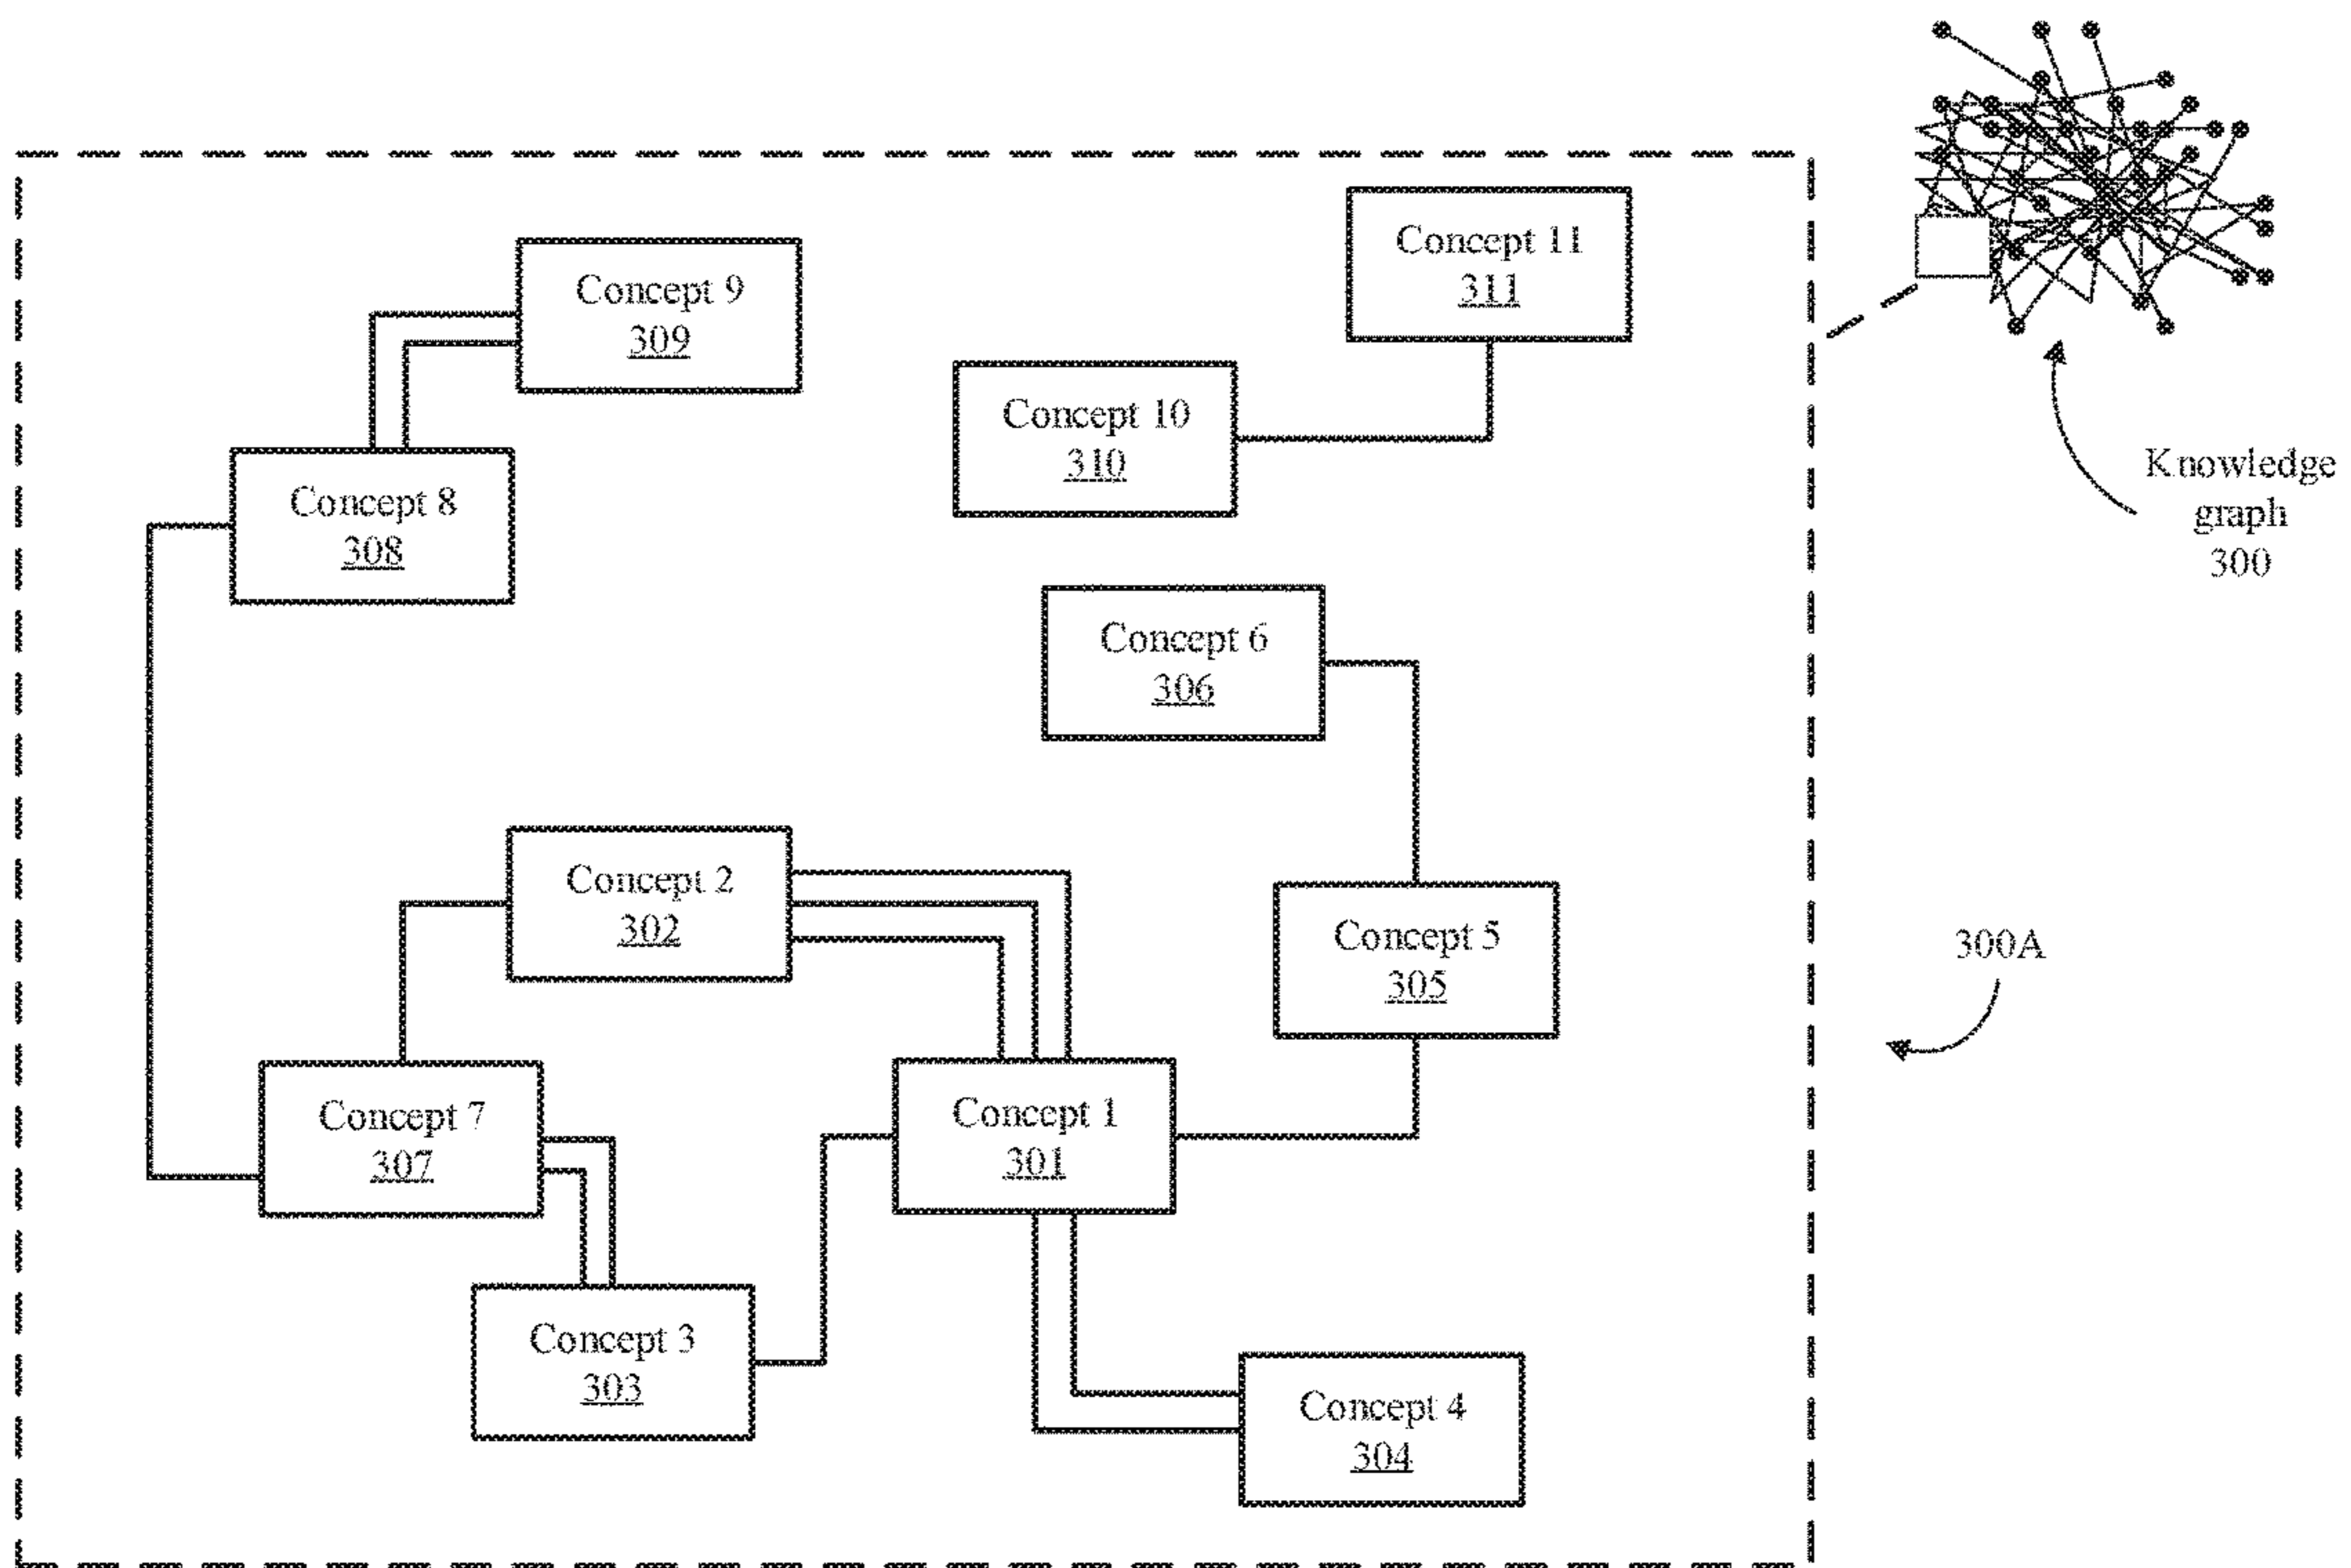 Concept 11
311
Concept 9
309
Concept 10
310
Knowledge
graph
300
Concept 8
308
Concept 6
306
Concept 2
302
Concept 5
305
300A
Concept 7
307
Concept 1
301
Concept 3
303
Concept 4
304